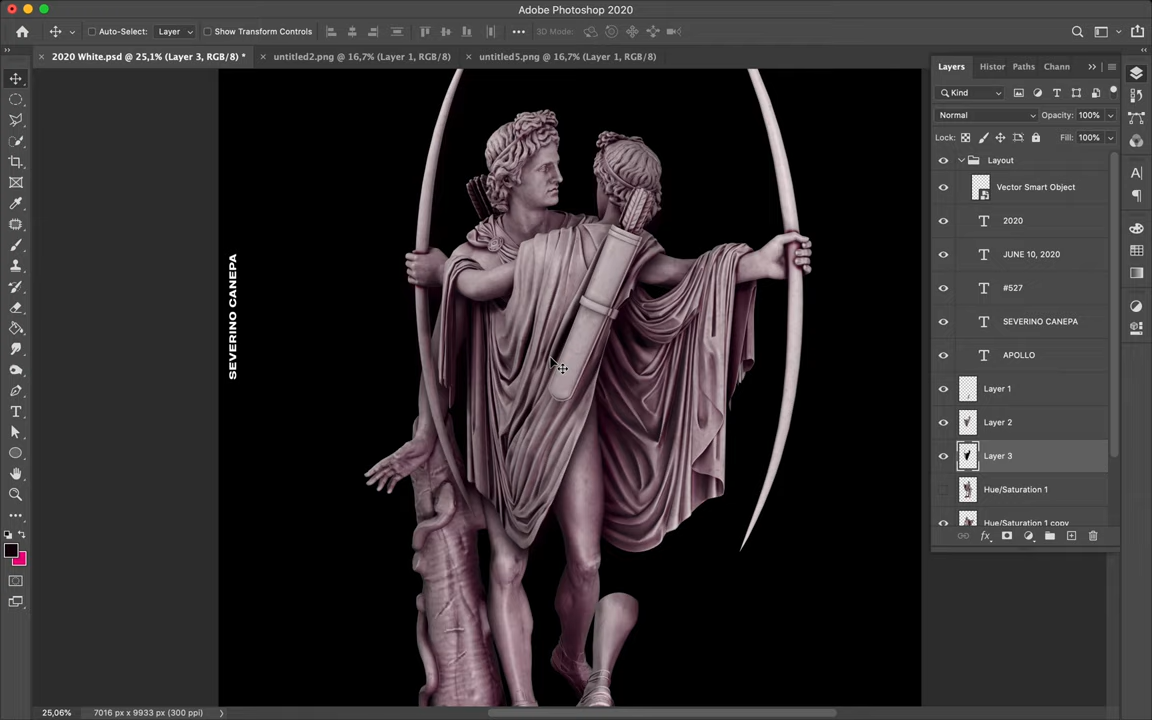 Adobe Photoshop 2020
Auto-Select: Layer Show Transform Controls 3D Mode:
2020 White.psd @ 25,1% (Layer 3, RGB/8) * untitled2.png @ 16,7% (Layer 1, RGB/8) untitled5.png @ 16,7% (Layer 1, RGB/8)
Layers Histor Paths Chann
Kind
Normal Opacity: 100%
Lock: Fill: 100%
Layout
Vector Smart Object
2020
JUNE 10, 2020
#527
SEVERINO CANEPA
APOLLO
Layer 1
Layer 2
Layer 3
Hue/Saturation 1
Hue/Saturation 1 copy
SEVERINO CANEPA
25,06% 7016 px x 9933 px (300 ppi)